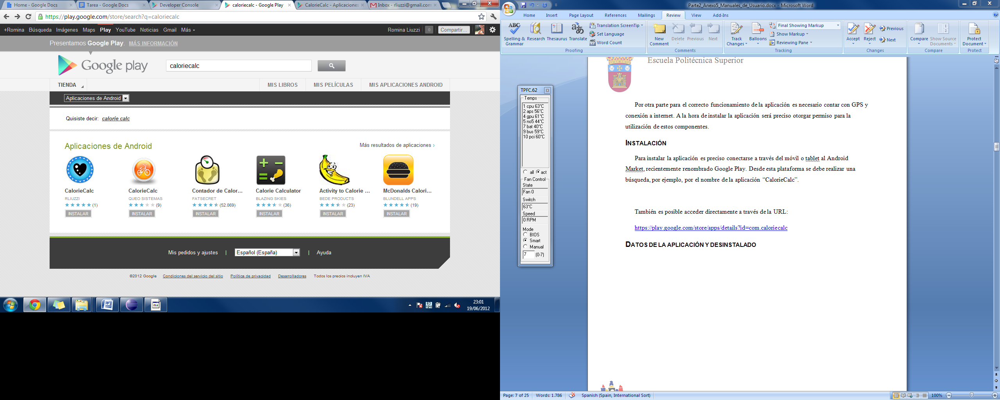 Home - Google Docs
Tarea - Google Docs
Developer Console
caloriecalc - Google Play
CalorieCalc - Aplicaciones
Inbox - rliuzzi@gmail.com
https://play.google.com/store/search?q=caloriecalc
+Romina Búsqueda Imágenes Maps Play YouTube Noticias Gmail Más
Romina Liuzzi 0 Compartir...
Presentamos Google Play. MÁS INFORMACIÓN
Google play
caloriecalc
TIENDA
MIS LIBROS MIS PELÍCULAS MIS APLICACIONES ANDROID
Aplicaciones de Android
Quisiste decir: calorie calc
Aplicaciones de Android
Más resultados de aplicaciones ›
CalorieCalc
RLIUZZI
(1)
INSTALAR
CalorieCalc
QUEO SISTEMAS
(9)
INSTALAR
Contador de Calor...
FATSECRET
(52.069)
INSTALAR
Calorie Calculator
BLAZING SKIES
(36)
INSTALAR
Activity to Calorie ...
BEDE PRODUCTS
(23)
INSTALAR
McDonalds Calori...
BLUNDELL APPS
(19)
INSTALAR
Mis pedidos y ajustes | Español (España) | Ayuda
©2012 Google Condiciones del servicio del sitio Política de privacidad Desarrolladores Todos los precios incluyen IVA
63
cpu
23:01
19/06/2012
Parte2_Anexo5_Manuales_de_Usuario.docx - Microsoft Word
Home Insert Page Layout References Mailings Review View Add-Ins
ABC
Spelling & Grammar
Research
Thesaurus
Translate
Translation ScreenTip
Set Language
ABC
123
Word Count
Proofing
New Comment
Delete
Previous
Next
Comments
Track Changes
Balloons
Final Showing Markup
Show Markup
Reviewing Pane
Tracking
Accept
Reject
Previous
Next
Changes
Compare
Show Source Documents
Compare
Protect Document
Protect
TPFC.62
Temps
1 cpu 63°C
2 aps 56°C
4 gpu 61°C
5 no5 44°C
7 bat 40°C
9 bus 59°C
10 pci 60°C
all act
Fan Control
State
Fan 0
Switch
63°C
Speed
0 RPM
Mode
BIOS
Smart
Manual
7 (0-7)
Escuela Politécnica Superior
Por otra parte para el correcto funcionamiento de la aplicación es necesario contar con GPS y
conexión a internet. A la hora de instalar la aplicación será preciso otorgar permiso para la
utilización de estos componentes.
INSTALACIÓN
Para instalar la aplicación es preciso conectarse a través del móvil o tablet al Android
Market, recientemente renombrado Google Play. Desde esta plataforma se debe realizar una
búsqueda, por ejemplo, por el nombre de la aplicación “CalorieCalc”.
También es posible acceder directamente a través de la URL:
https://play.google.com/store/apps/details?id=com.caloriecalc
DATOS DE LA APLICACIÓN Y DESINSTALADO
Page: 7 of 25 Words: 1.786 Spanish (Spain, International Sort) 100%